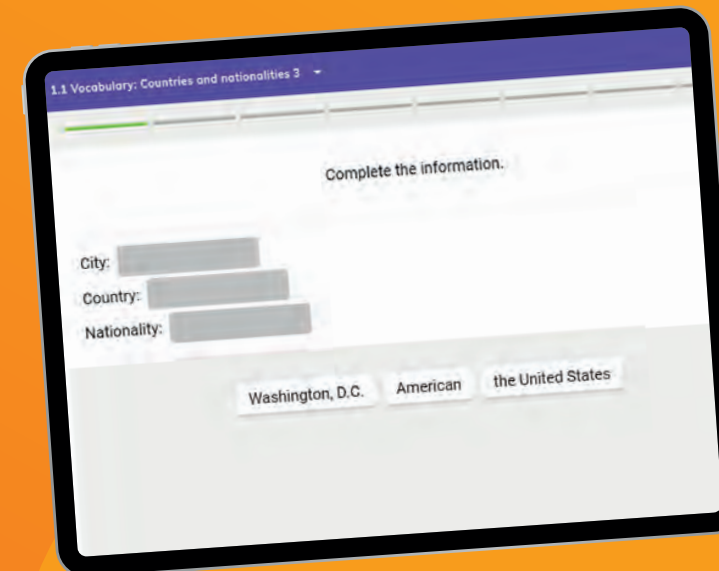 1.1 Vocabulary: Countries and nationalities 3
Complete the information.
City:
Country:
Nationality:
Washington, D.C. American the United States